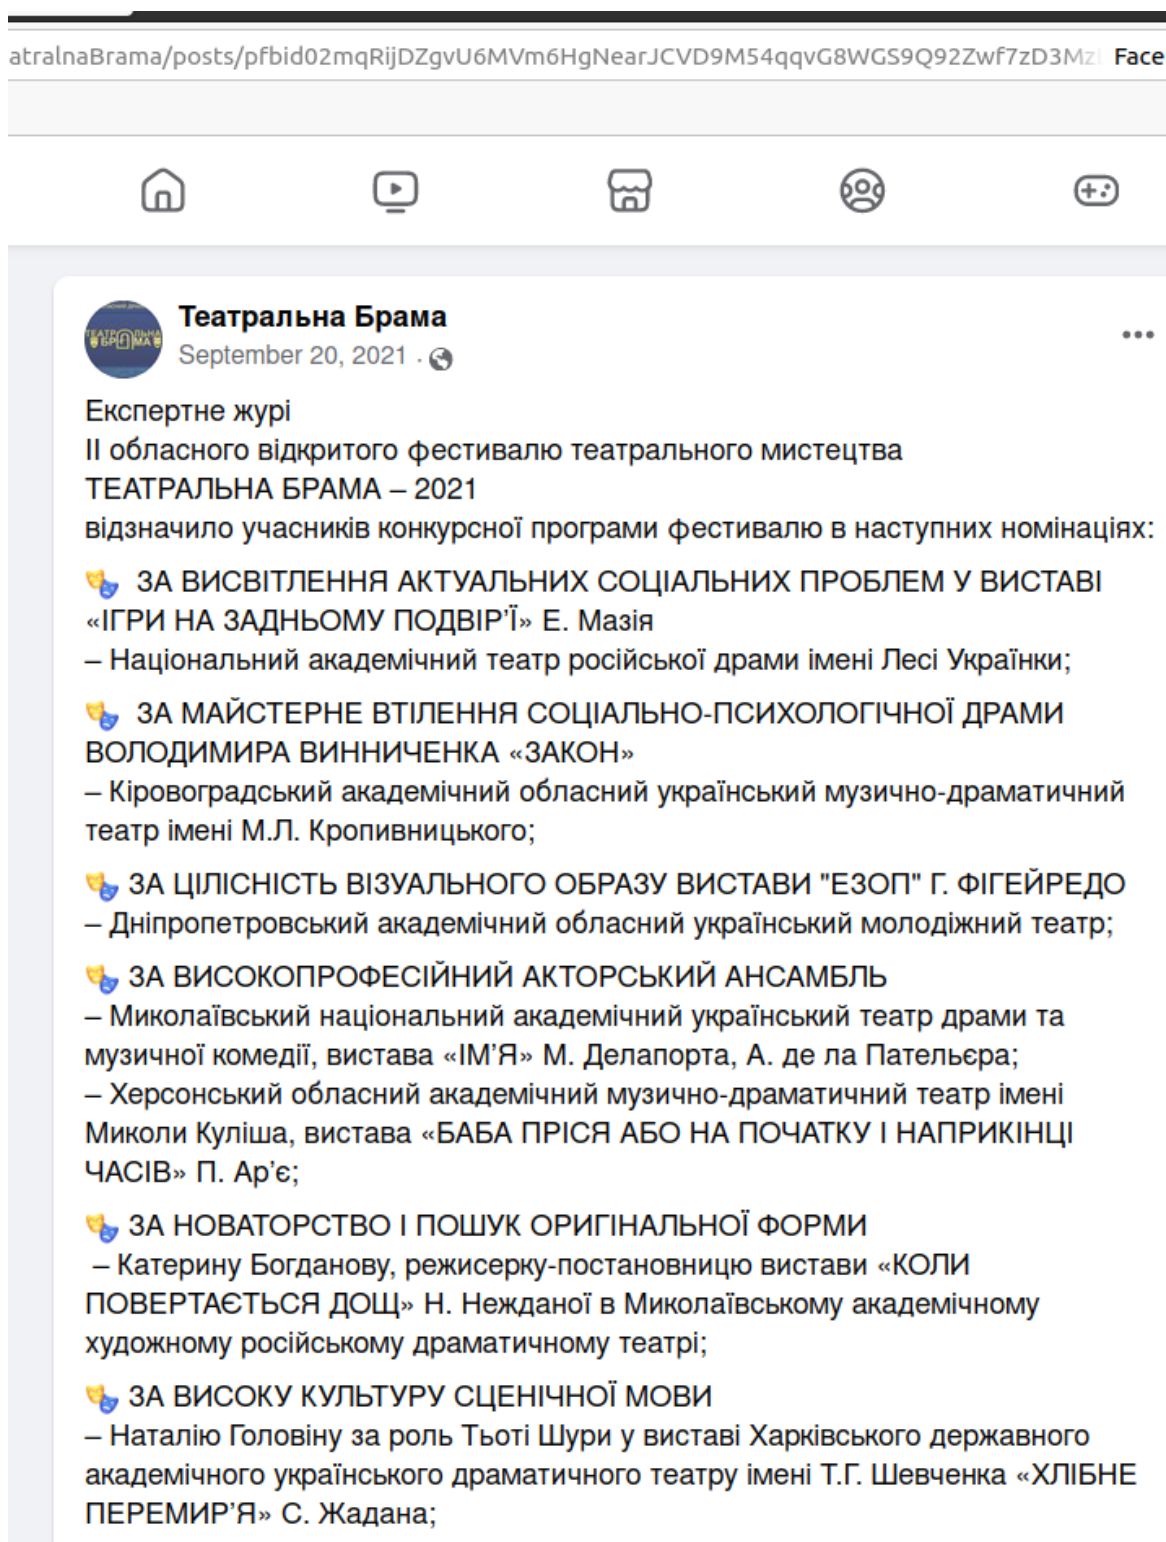 atralnaBrama/posts/pfbid02mqRijDZgvU6MVm6HgNearJCVD9M54qqvG8WGS9Q92Zwf7zD3Mz Face
Театральна Брама
September 20, 2021 ·
Експертне журі
ІІ обласного відкритого фестивалю театрального мистецтва
ТЕАТРАЛЬНА БРАМА – 2021
відзначило учасників конкурсної програми фестивалю в наступних номінаціях:
🎭 ЗА ВИСВІТЛЕННЯ АКТУАЛЬНИХ СОЦІАЛЬНИХ ПРОБЛЕМ У ВИСТАВІ
«ІГРИ НА ЗАДНЬОМУ ПОДВІР’Ї» Е. Мазія
– Національний академічний театр російської драми імені Лесі Українки;
🎭 ЗА МАЙСТЕРНЕ ВТІЛЕННЯ СОЦІАЛЬНО-ПСИХОЛОГІЧНОЇ ДРАМИ
ВОЛОДИМИРА ВИННИЧЕНКА «ЗАКОН»
– Кіровоградський академічний обласний український музично-драматичний
театр імені М.Л. Кропивницького;
🎭 ЗА ЦІЛІСНІСТЬ ВІЗУАЛЬНОГО ОБРАЗУ ВИСТАВИ "ЕЗОП" Г. ФІГЕЙРЕДО
– Дніпропетровський академічний обласний український молодіжний театр;
🎭 ЗА ВИСОКОПРОФЕСІЙНИЙ АКТОРСЬКИЙ АНСАМБЛЬ
– Миколаївський національний академічний український театр драми та
музичної комедії, вистава «ІМ’Я» М. Делапорта, А. де ла Пательєра;
– Херсонський обласний академічний музично-драматичний театр імені
Миколи Куліша, вистава «БАБА ПРІСЯ АБО НА ПОЧАТКУ І НАПРИКІНЦІ
ЧАСІВ» П. Ар’є;
🎭 ЗА НОВАТОРСТВО І ПОШУК ОРИГІНАЛЬНОЇ ФОРМИ
– Катерину Богданову, режисерку-постановницю вистави «КОЛИ
ПОВЕРТАЄТЬСЯ ДОЩ» Н. Нежданої в Миколаївському академічному
художному російському драматичному театрі;
🎭 ЗА ВИСОКУ КУЛЬТУРУ СЦЕНІЧНОЇ МОВИ
– Наталію Головіну за роль Тьоті Шури у виставі Харківського державного
академічного українського драматичного театру імені Т.Г. Шевченка «ХЛІБНЕ
ПЕРЕМИР’Я» С. Жадана;